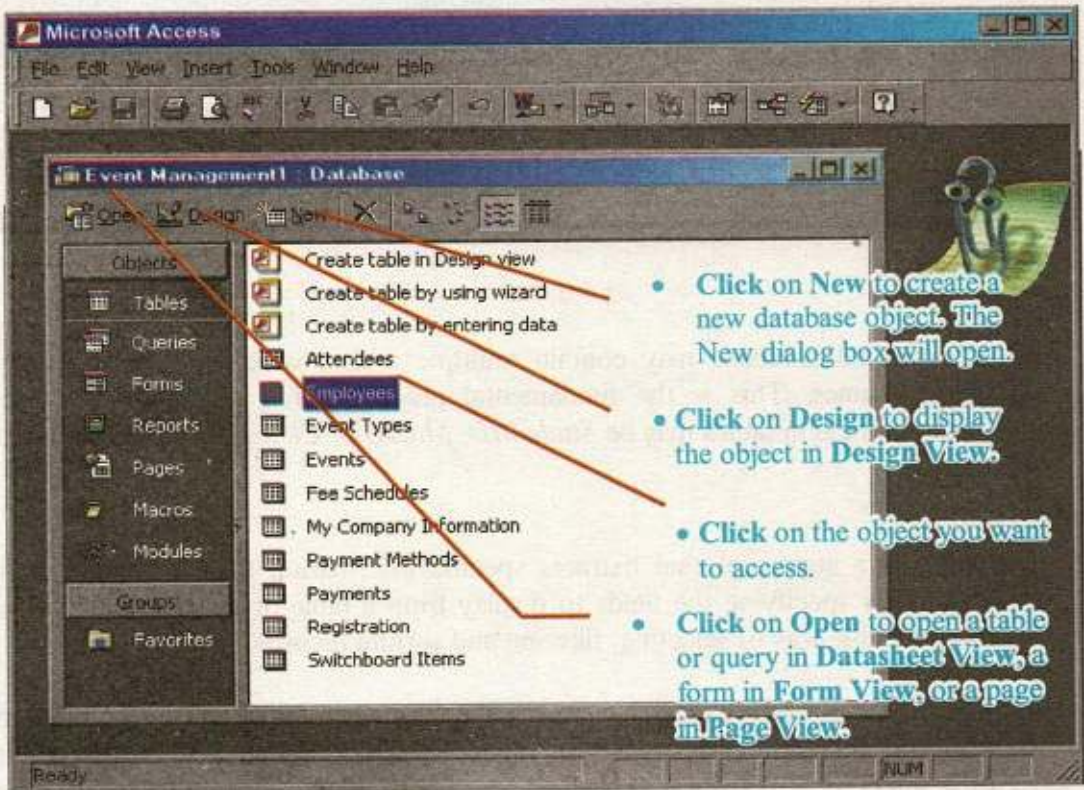 Microsoft Access
File Edit View Insert Tools Window Help
Event Management1 : Database
Open Design New
Objects
Tables
Queries
Forms
Reports
Pages
Macros
Modules
Groups
Favorites
Create table in Design view
Create table by using wizard
Create table by entering data
Attendees
Employees
Event Types
Events
Fee Schedules
My Company Information
Payment Methods
Payments
Registration
Switchboard Items
• Click on New to create a
new database object. The
New dialog box will open.
• Click on Design to display
the object in Design View.
• Click on the object you want
to access.
• Click on Open to open a table
or query in Datasheet View, a
form in Form View, or a page
in Page View.
Ready
NUM